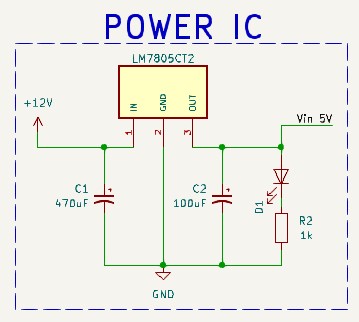 POWER IC
LM7805CT2
+12V
IN
GND
OUT
1
2
3
Vin 5V
C1
470uF
C2
100uF
D1
R2
1k
GND